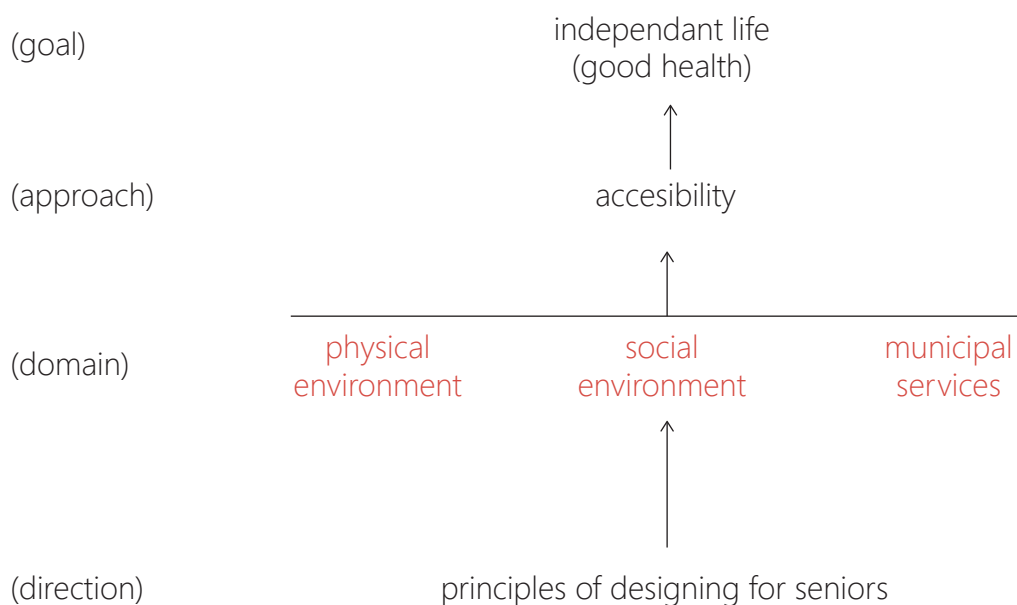 (goal)
independant life
(good health)
(approach)
accesibility
(domain)
physical
environment
social
environment
municipal
services
(direction)
principles of designing for seniors